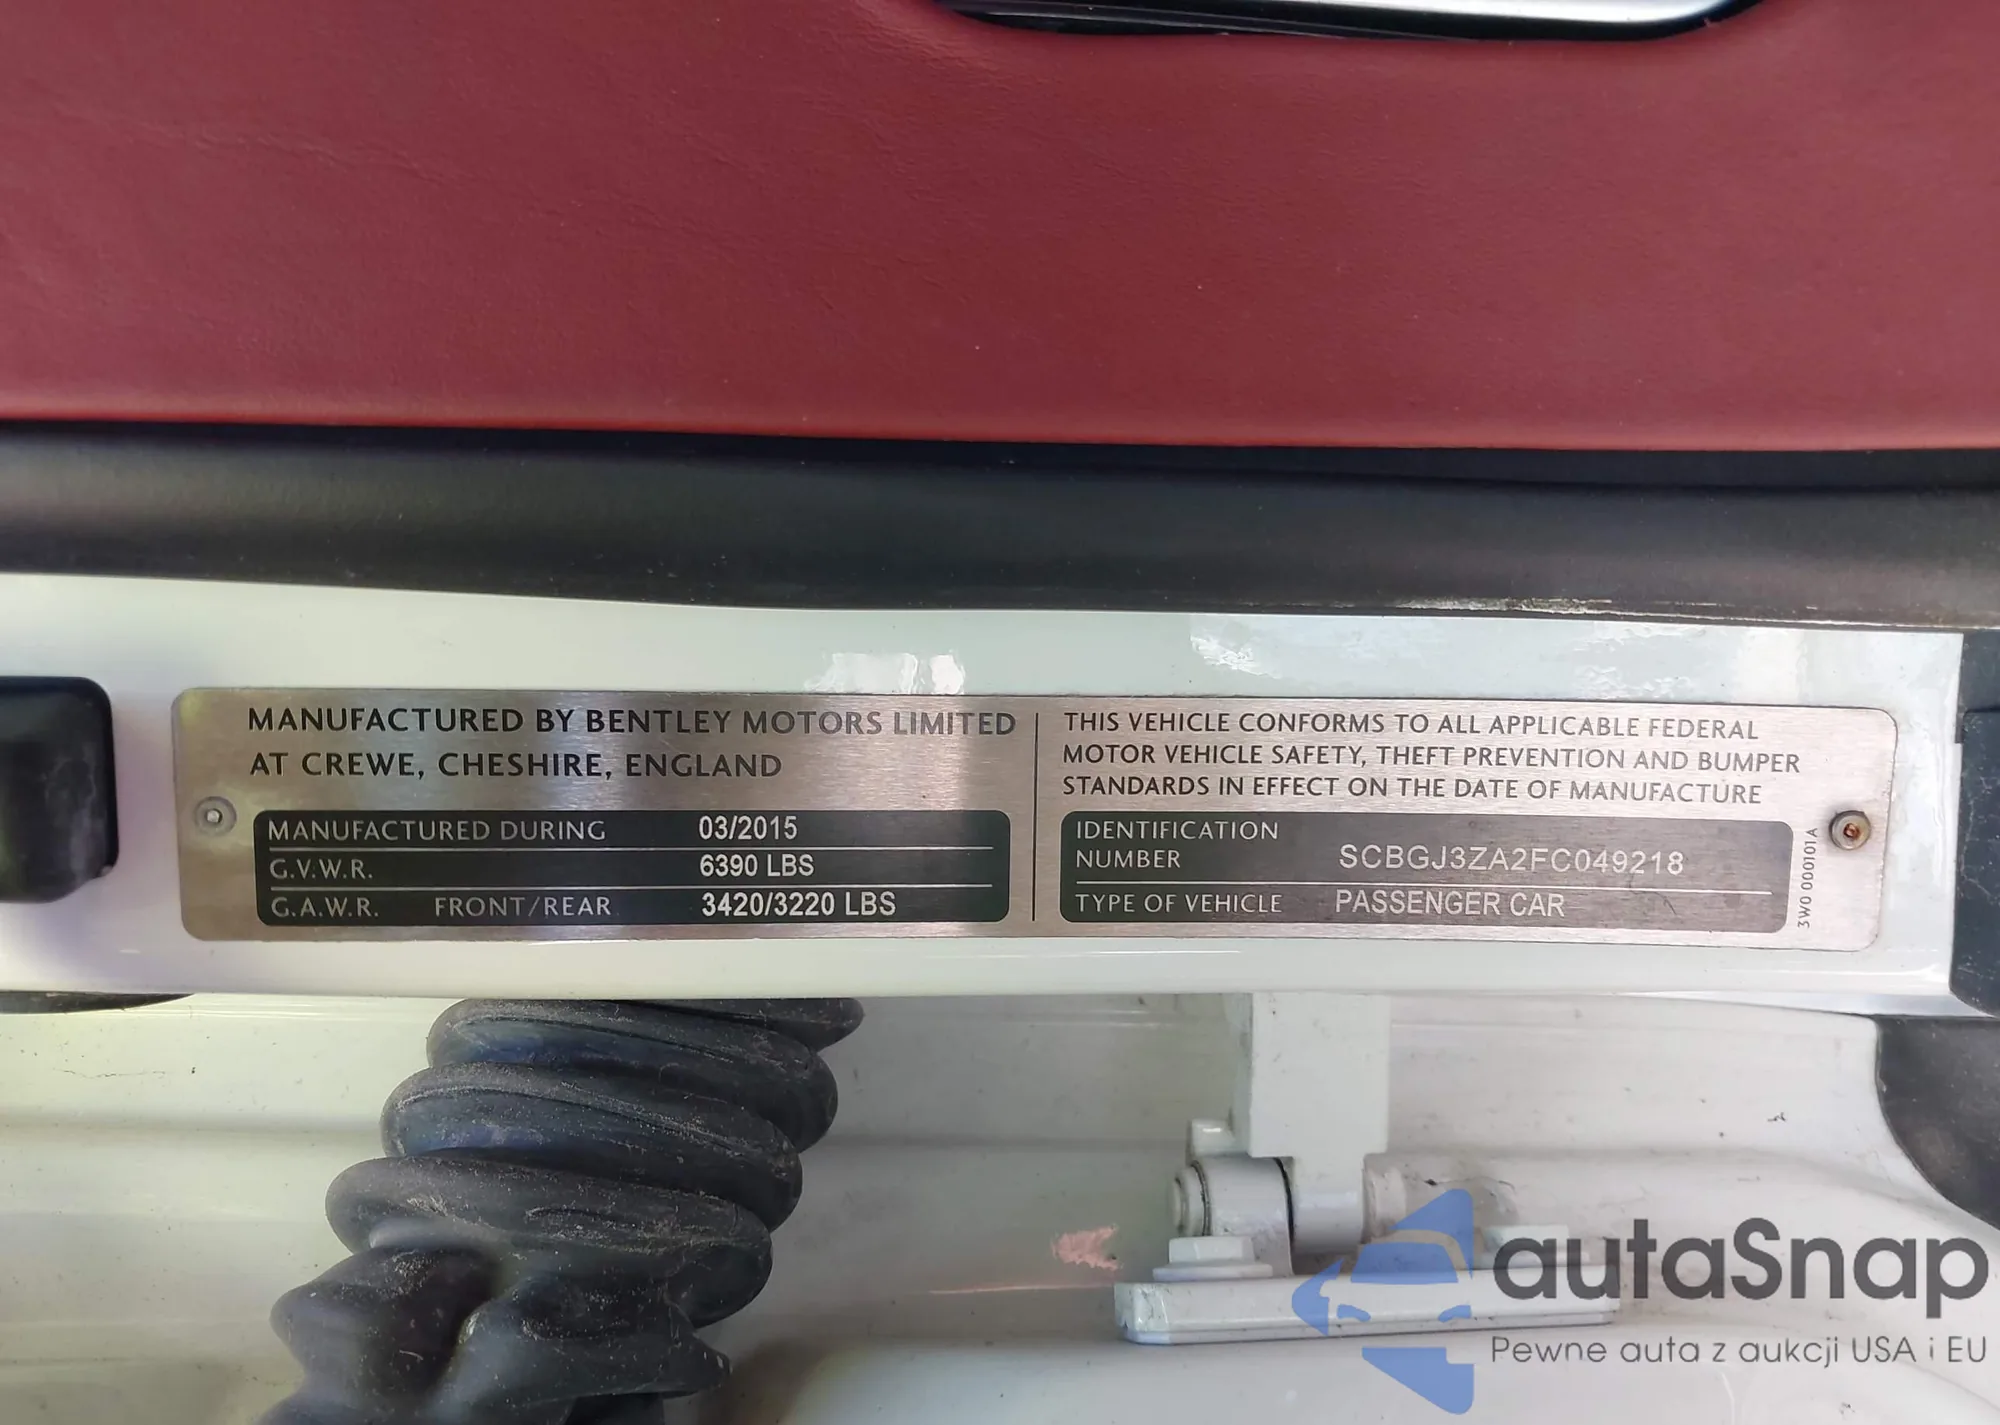 MANUFACTURED BY BENTLEY MOTORS LIMITED
AT CREWE, CHESHIRE, ENGLAND
MANUFACTURED DURING 03/2015
G.V.W.R. 6390 LBS
G.A.W.R. FRONT/REAR 3420/3220 LBS
THIS VEHICLE CONFORMS TO ALL APPLICABLE FEDERAL
MOTOR VEHICLE SAFETY, THEFT PREVENTION AND BUMPER
STANDARDS IN EFFECT ON THE DATE OF MANUFACTURE
IDENTIFICATION
NUMBER SCBGJ3ZA2FC049218
TYPE OF VEHICLE PASSENGER CAR
3W0 000101 A
autaSnap
Pewne auta z aukcji USA i EU